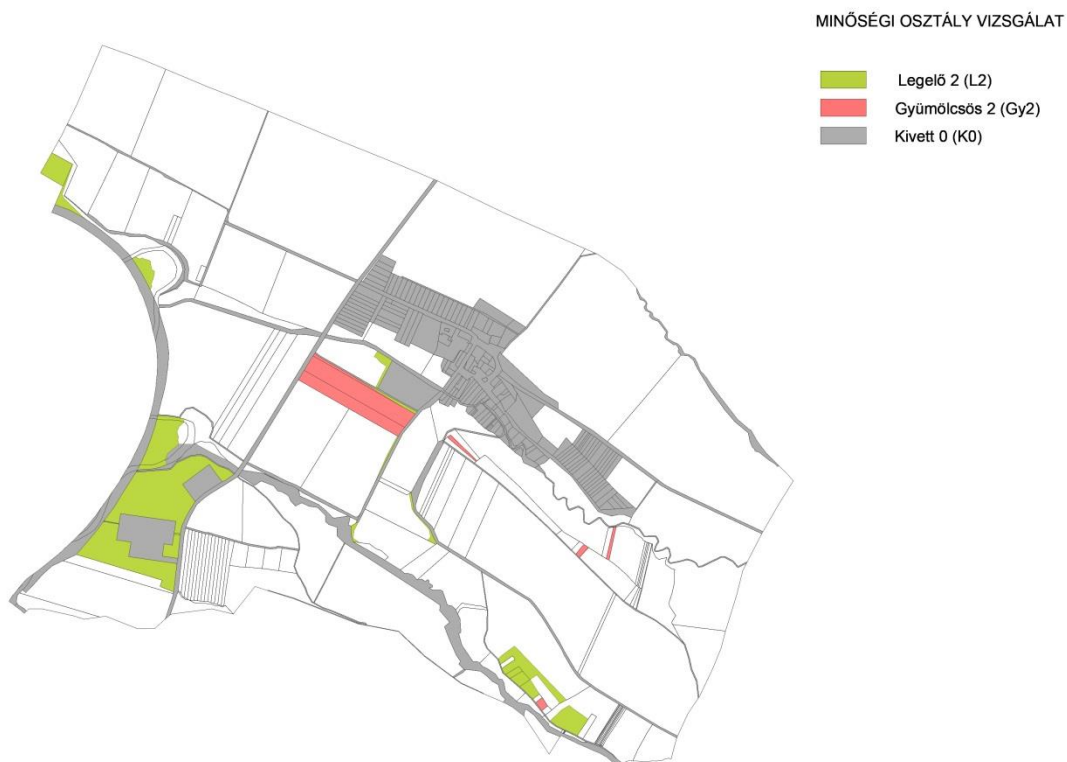 MINŐSÉGI OSZTÁLY VIZSGÁLAT
Legelő 2 (L2)
Gyümölcsös 2 (Gy2)
Kivett 0 (K0)